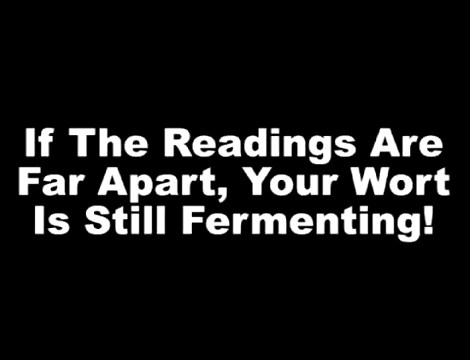 If The Readings Are
Far Apart, Your Wort
Is Still Fermenting!